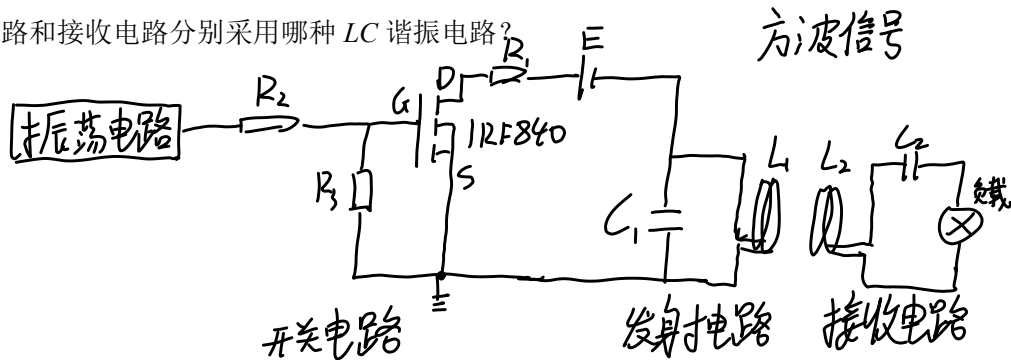 路和接收电路分别采用哪种 LC 谐振电路？
方波信号
振荡电路
R2
G
D
R1
E
IRF840
S
R3
C1
L1
L2
C2
负载
开关电路
发射电路
接收电路